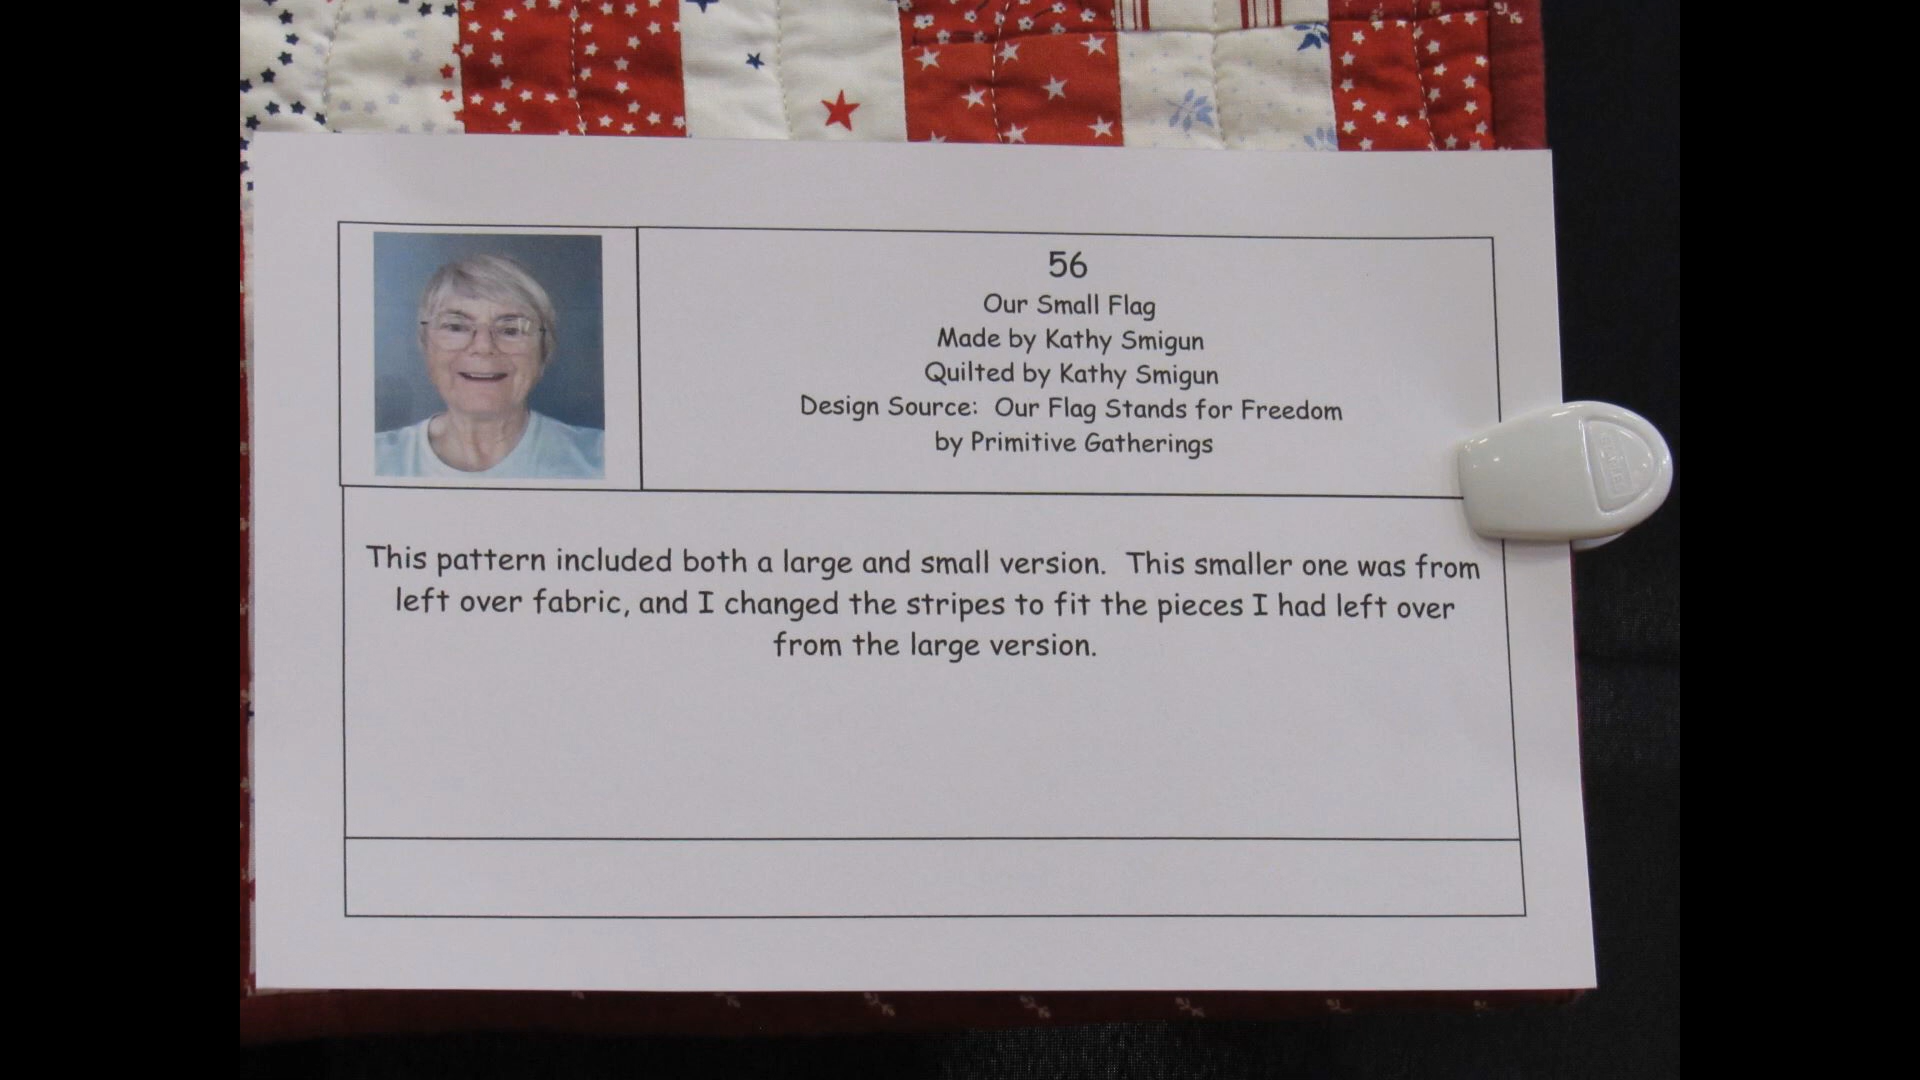 56
Our Small Flag
Made by Kathy Smigun
Quilted by Kathy Smigun
Design Source:  Our Flag Stands for Freedom
by Primitive Gatherings
This pattern included both a large and small version.  This smaller one was from
left over fabric, and I changed the stripes to fit the pieces I had left over
from the large version.